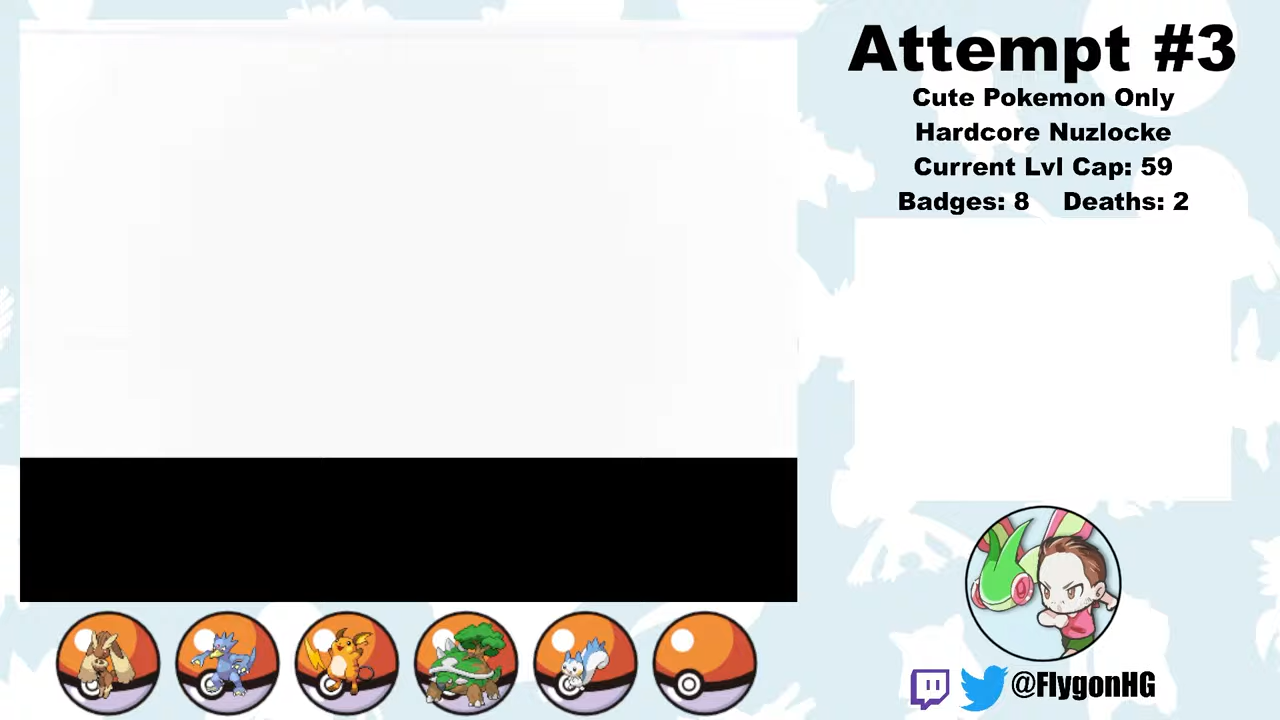 Attempt #3
Cute Pokemon Only
Hardcore Nuzlocke
Current Lvl Cap: 59
Badges: 8 Deaths: 2
@FlygonHG